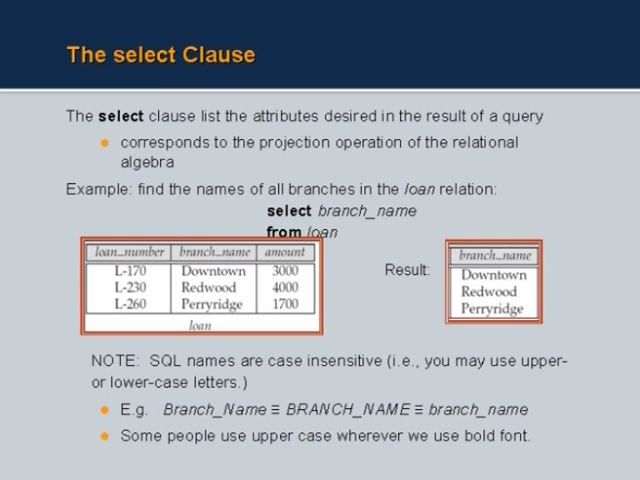 The select Clause
The select clause list the attributes desired in the result of a query
corresponds to the projection operation of the relational
algebra
Example: find the names of all branches in the loan relation:
select branch_name
from loan
loan_number branch_name amount
L-170 Downtown 3000
L-230 Redwood 4000
L-260 Perryridge 1700
loan
Result:
branch_name
Downtown
Redwood
Perryridge
NOTE: SQL names are case insensitive (i.e., you may use upper-
or lower-case letters.)
E.g. Branch_Name ≡ BRANCH_NAME ≡ branch_name
Some people use upper case wherever we use bold font.